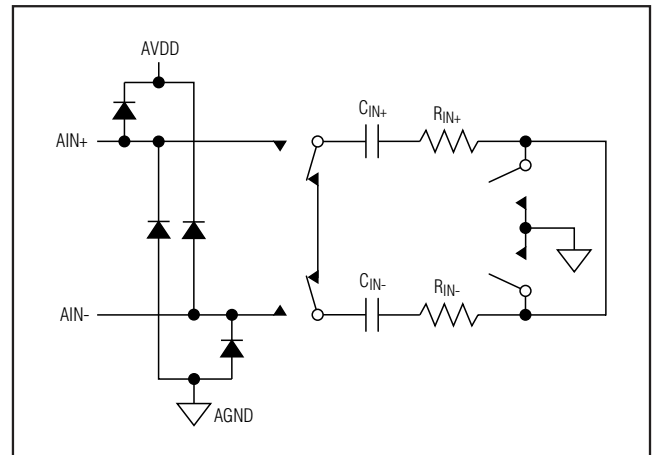 AVDD
CIN+
RIN+
AIN+
CIN-
RIN-
AIN-
AGND